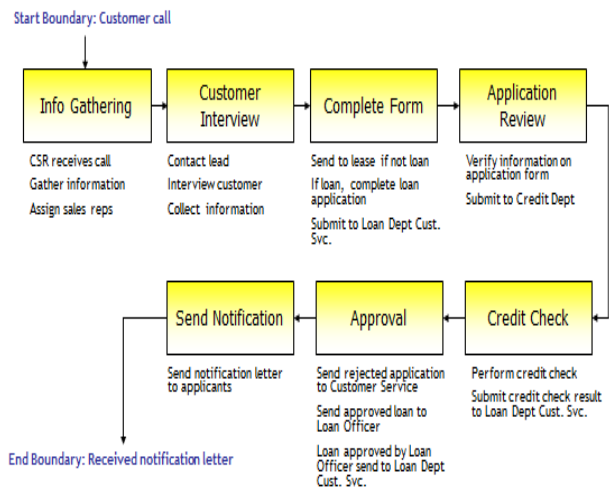 Start Boundary: Customer call
Info Gathering
CSR receives call
Gather information
Assign sales reps
Customer
Interview
Contact lead
Interview customer
Collect information
Complete Form
Send to lease if not loan
If loan, complete loan
application
Submit to Loan Dept Cust.
Svc.
Application
Review
Verify information on
application form
Submit to Credit Dept
Credit Check
Perform credit check
Submit credit check result
to Loan Dept Cust. Svc.
Approval
Send rejected application
to Customer Service
Send approved loan to
Loan Officer
Loan approved by Loan
Officer send to Loan Dept
Cust. Svc.
Send Notification
Send notification letter
to applicants
End Boundary: Received notification letter